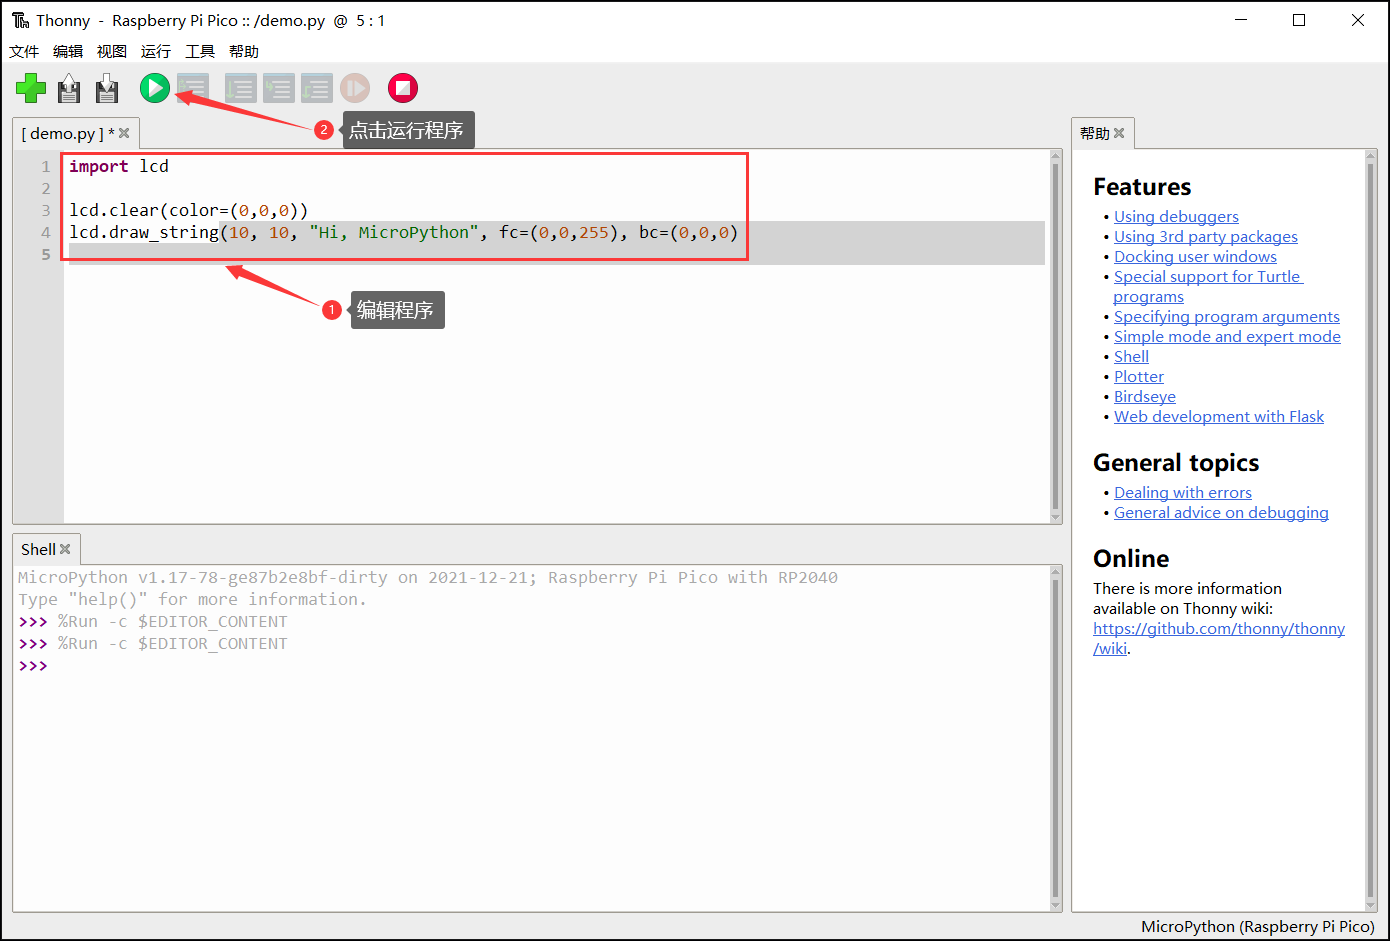 Thonny - Raspberry Pi Pico :: /demo.py @ 5 : 1
文件 编辑 视图 运行 工具 帮助
2 点击运行程序
[ demo.py ] *
1 import lcd
2
3 lcd.clear(color=(0,0,0))
4 lcd.draw_string(10, 10, "Hi, MicroPython", fc=(0,0,255), bc=(0,0,0)
5
1 编辑程序
Shell
MicroPython v1.17-78-ge87b2e8bf-dirty on 2021-12-21; Raspberry Pi Pico with RP2040
Type "help()" for more information.
>>> %Run -c $EDITOR_CONTENT
>>> %Run -c $EDITOR_CONTENT
>>>
帮助
Features
• Using debuggers
• Using 3rd party packages
• Docking user windows
• Special support for Turtle
programs
• Specifying program arguments
• Simple mode and expert mode
• Shell
• Plotter
• Birdseye
• Web development with Flask
General topics
• Dealing with errors
• General advice on debugging
Online
There is more information
available on Thonny wiki:
https://github.com/thonny/thonny
/wiki.
MicroPython (Raspberry Pi Pico)